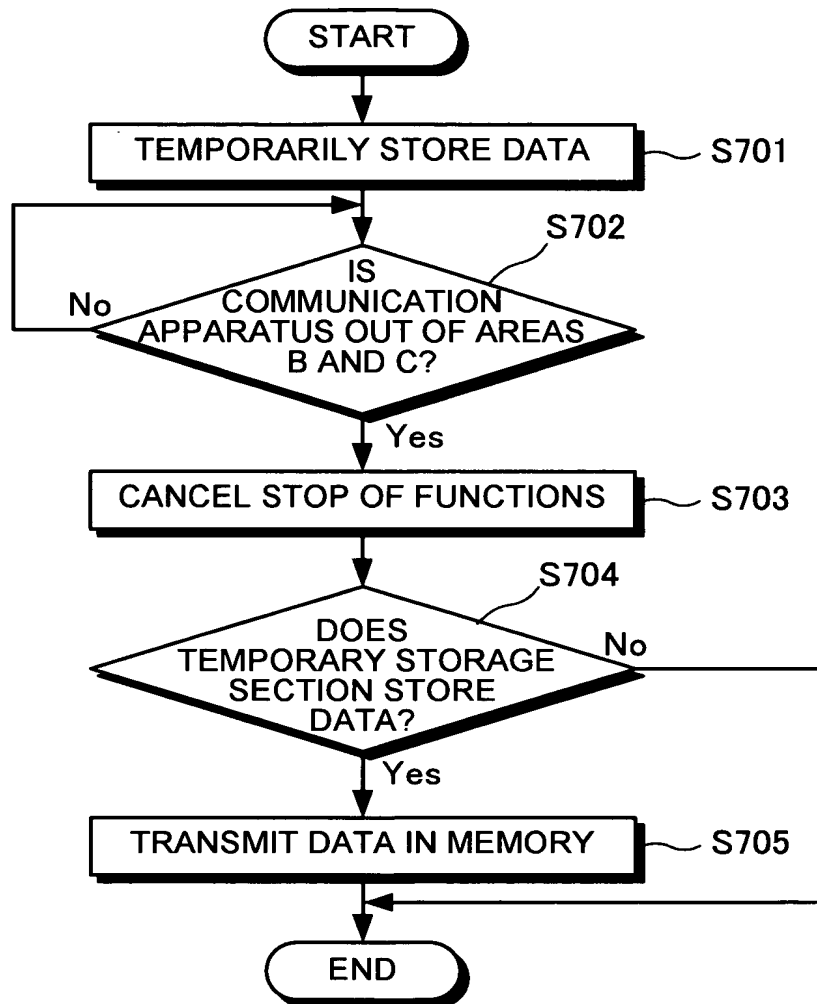 START
TEMPORARILY STORE DATA
S701
S702
IS
COMMUNICATION
APPARATUS OUT OF AREAS
B AND C?
No
Yes
CANCEL STOP OF FUNCTIONS
S703
S704
DOES
TEMPORARY STORAGE
SECTION STORE
DATA?
No
Yes
TRANSMIT DATA IN MEMORY
S705
END